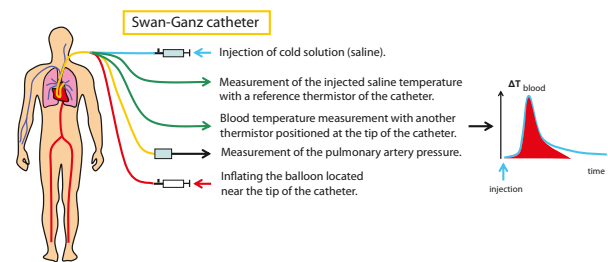 Swan-Ganz catheter
Injection of cold solution (saline).
Measurement of the injected saline temperature
with a reference thermistor of the catheter.
Blood temperature measurement with another
thermistor positioned at the tip of the catheter.
Measurement of the pulmonary artery pressure.
Inflating the balloon located
near the tip of the catheter.
ΔT blood
time
injection